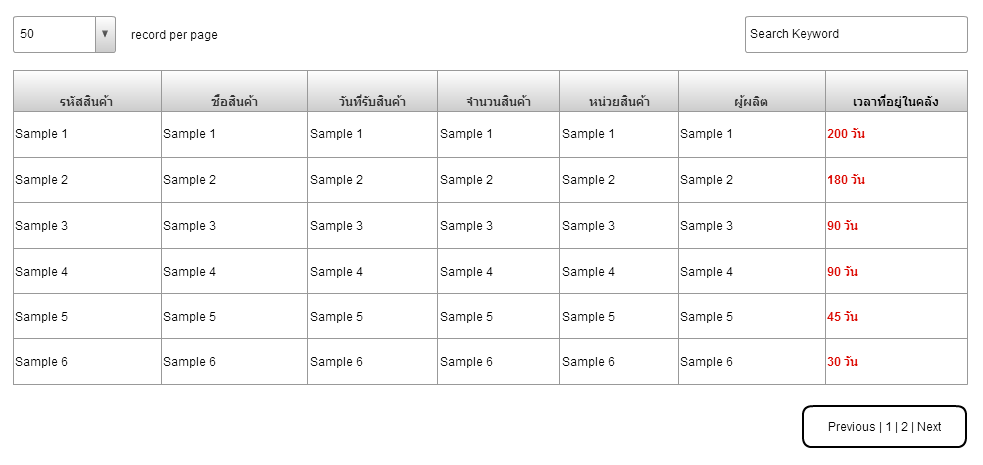 50 record per page Search Keyword
รหัสสินค้า ชื่อสินค้า วันที่รับสินค้า จำนวนสินค้า หน่วยสินค้า ผู้ผลิต เวลาที่อยู่ในคลัง
Sample 1 Sample 1 Sample 1 Sample 1 Sample 1 Sample 1 200 วัน
Sample 2 Sample 2 Sample 2 Sample 2 Sample 2 Sample 2 180 วัน
Sample 3 Sample 3 Sample 3 Sample 3 Sample 3 Sample 3 90 วัน
Sample 4 Sample 4 Sample 4 Sample 4 Sample 4 Sample 4 90 วัน
Sample 5 Sample 5 Sample 5 Sample 5 Sample 5 Sample 5 45 วัน
Sample 6 Sample 6 Sample 6 Sample 6 Sample 6 Sample 6 30 วัน
Previous | 1 | 2 | Next